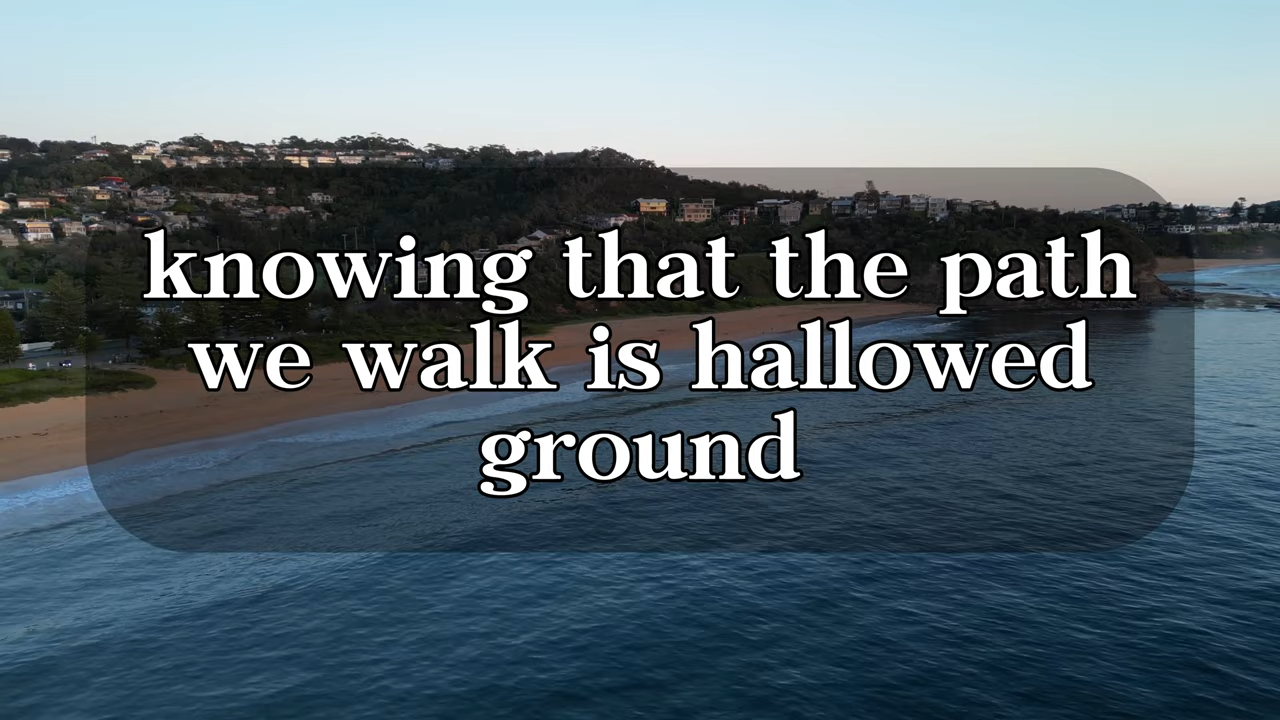 knowing that the path
we walk is hallowed
ground